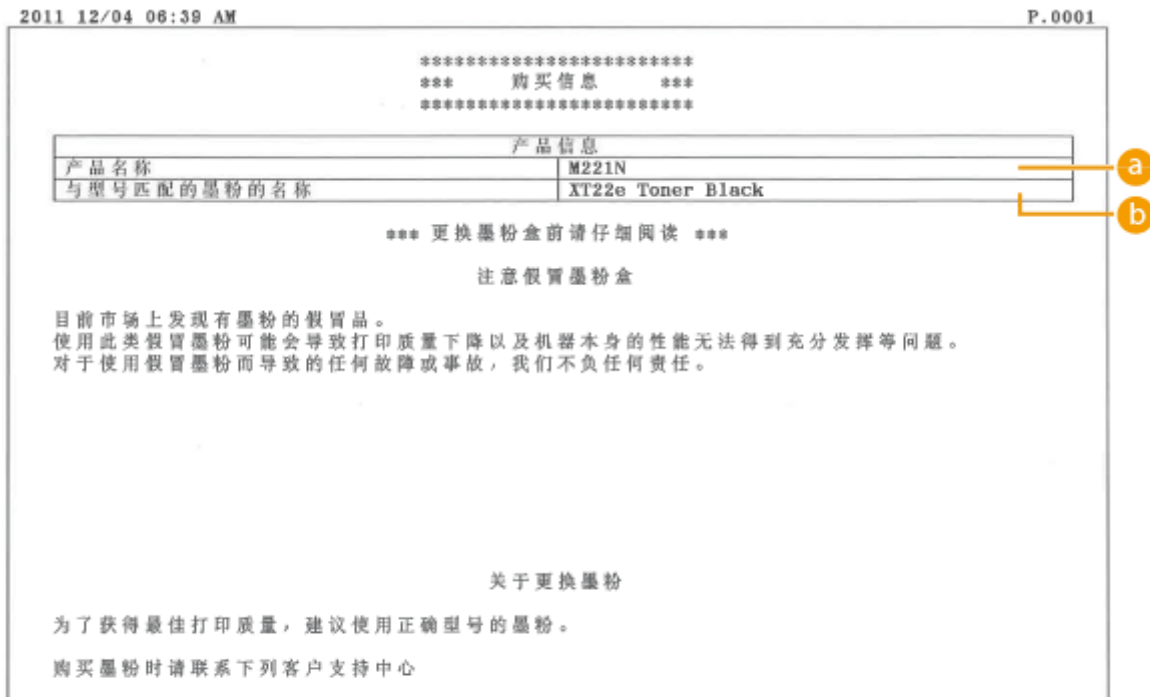 2011 12/04 06:39 AM P.0001
************************
*** 购买信息 ***
************************
产品信息
产品名称 M221N a
与型号匹配的墨粉的名称 XT22e Toner Black b
*** 更换墨粉盒前请仔细阅读 ***
注意假冒墨粉盒
目前市场上发现有墨粉的假冒品。
使用此类假冒墨粉可能会导致打印质量下降以及机器本身的性能无法得到充分发挥等问题。
对于使用假冒墨粉而导致的任何故障或事故，我们不负任何责任。
关于更换墨粉
为了获得最佳打印质量，建议使用正确型号的墨粉。
购买墨粉时请联系下列客户支持中心